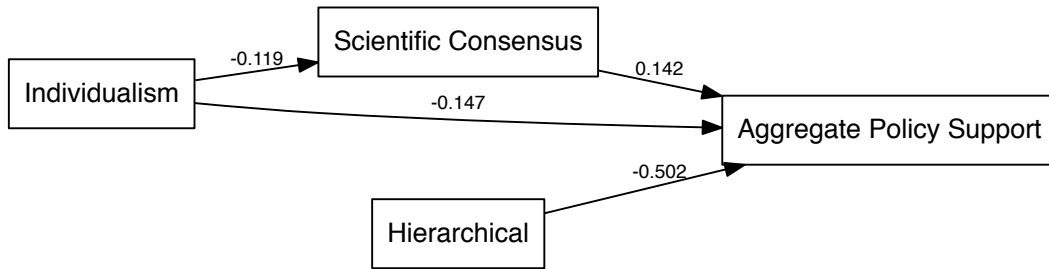 Scientific Consensus
-0.119
0.142
Individualism
-0.147
Aggregate Policy Support
-0.502
Hierarchical